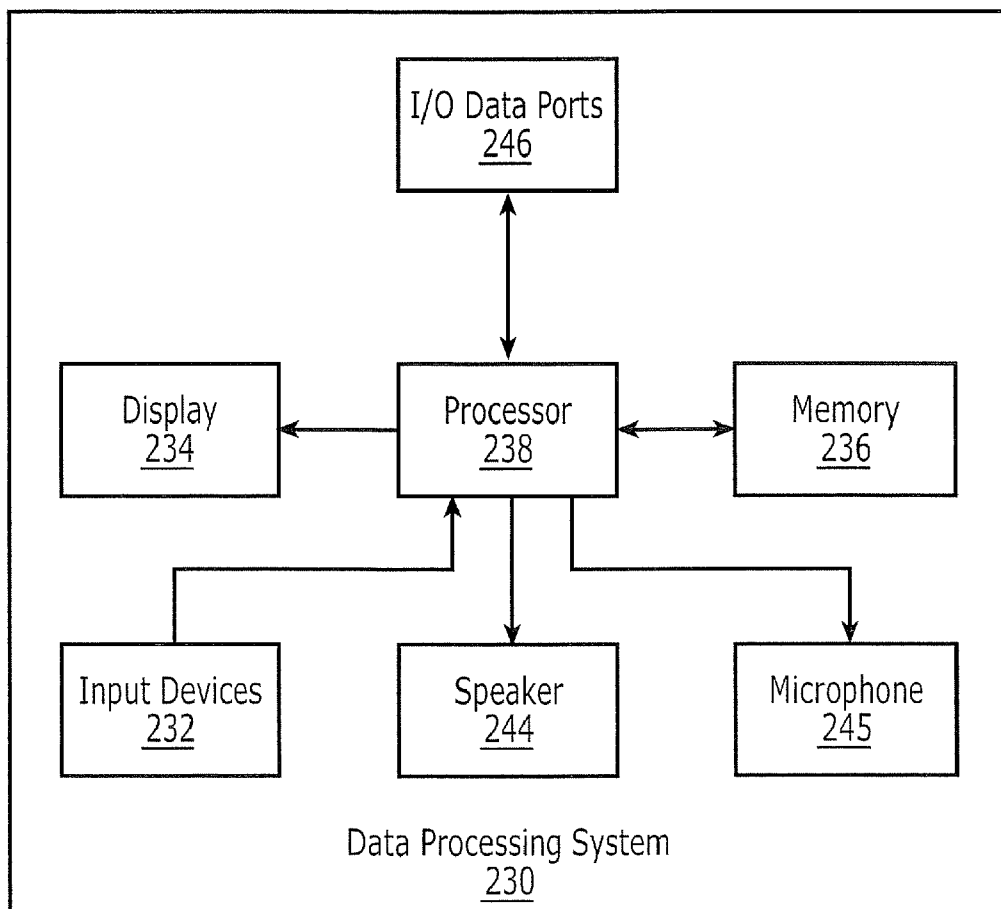 I/O Data Ports
246
Display
234
Processor
238
Memory
236
Input Devices
232
Speaker
244
Microphone
245
Data Processing System
230